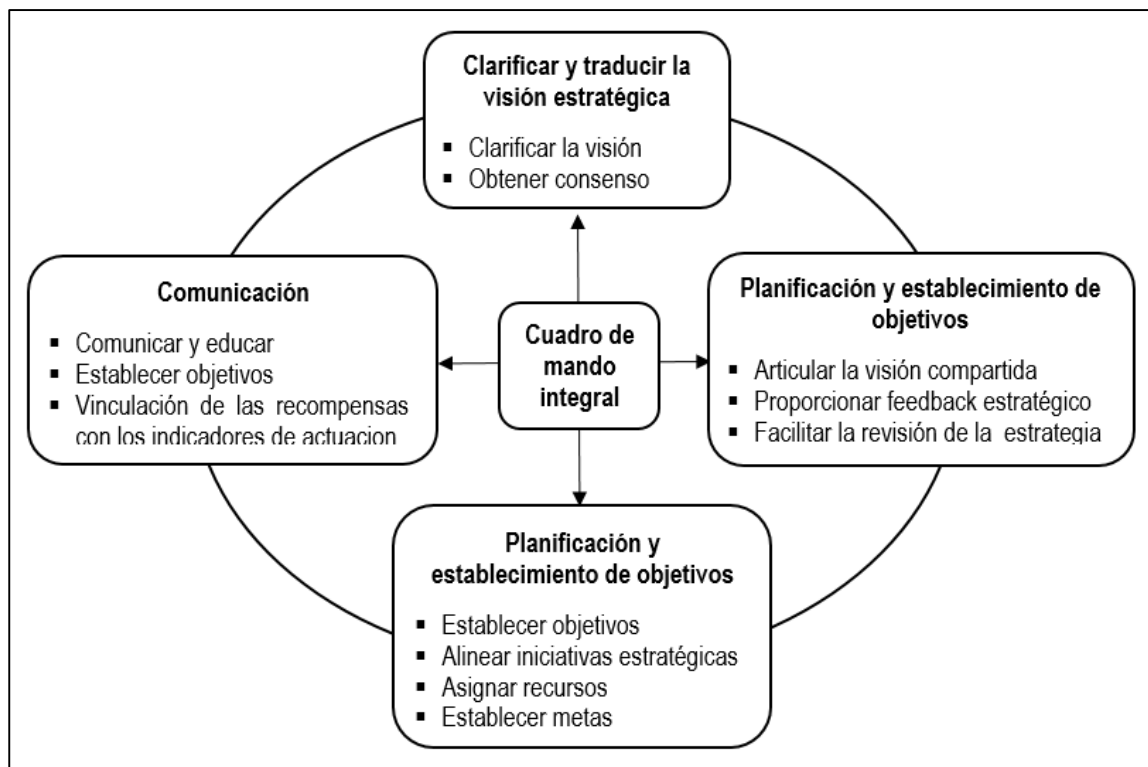 Clarificar y traducir la
visión estratégica
▪ Clarificar la visión
▪ Obtener consenso
Comunicación
▪ Comunicar y educar
▪ Establecer objetivos
▪ Vinculación de las recompensas
con los indicadores de actuacion
Cuadro de
mando
integral
Planificación y establecimiento de
objetivos
▪ Articular la visión compartida
▪ Proporcionar feedback estratégico
▪ Facilitar la revisión de la estrategia
Planificación y
establecimiento de objetivos
▪ Establecer objetivos
▪ Alinear iniciativas estratégicas
▪ Asignar recursos
▪ Establecer metas